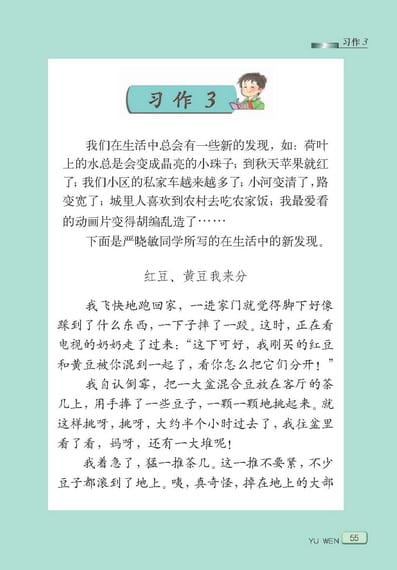 习作 3
习 作 3
我们在生活中总会有一些新的发现，如：荷叶
上的水总是会变成晶亮的小珠子；到秋天苹果就红
了；我们小区的私家车越来越多了；小河变清了，路
变宽了；城里人喜欢到农村去吃农家饭；我最爱看
的动画片变得胡编乱造了……
下面是严晓敏同学所写的在生活中的新发现。
红豆、黄豆我来分
我飞快地跑回家，一进家门就觉得脚下好像
踩到了什么东西，一下子摔了一跤。这时，正在看
电视的奶奶走了过来：“这下可好，我刚买的红豆
和黄豆被你混到一起了，看你怎么把它们分开！”
我自认倒霉，把一大盆混合豆放在客厅的茶
几上，用手捧了一些豆子，一颗一颗地挑起来。就
这样挑呀，挑呀，大约半个小时过去了，我往盆里
看了看，妈呀，还有一大堆呢！
我着急了，猛一推茶几。这一推不要紧，不少
豆子都滚到了地上。咦，真奇怪，掉在地上的大部
YU WEN 55